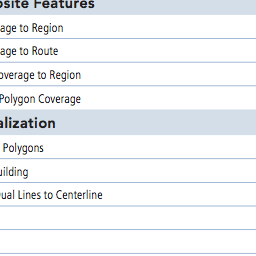 osite Features
age to Region
age to Route
overage to Region
Polygon Coverage
alization
Polygons
uilding
ual Lines to Centerline